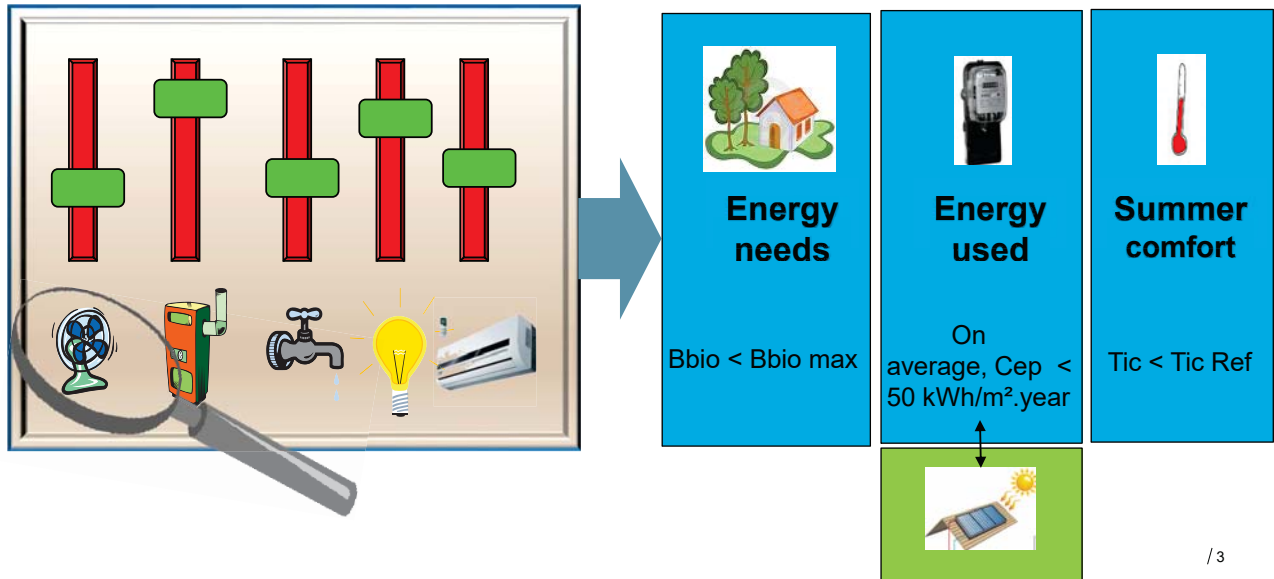 Energy
needs
Bbio < Bbio max
Energy
used
On
average, Cep <
50 kWh/m².year
Summer
comfort
Tic < Tic Ref
/ 3